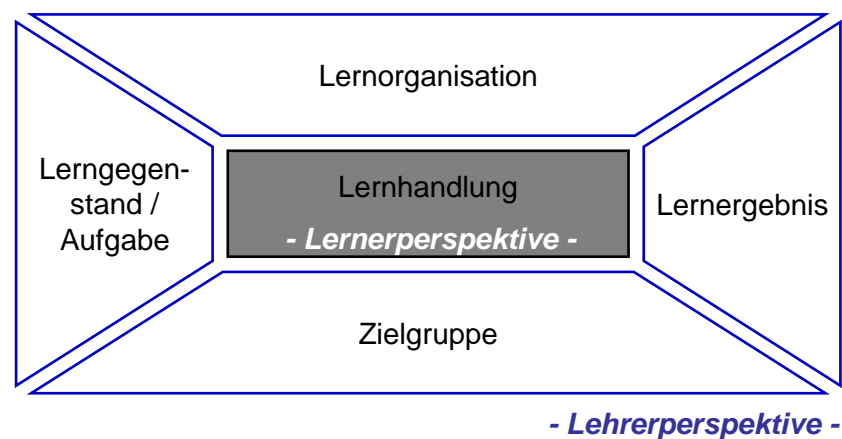 Lernorganisation
Lerngegen-
stand /
Aufgabe
Lernhandlung
- Lernerperspektive -
Lernergebnis
Zielgruppe
- Lehrerperspektive -